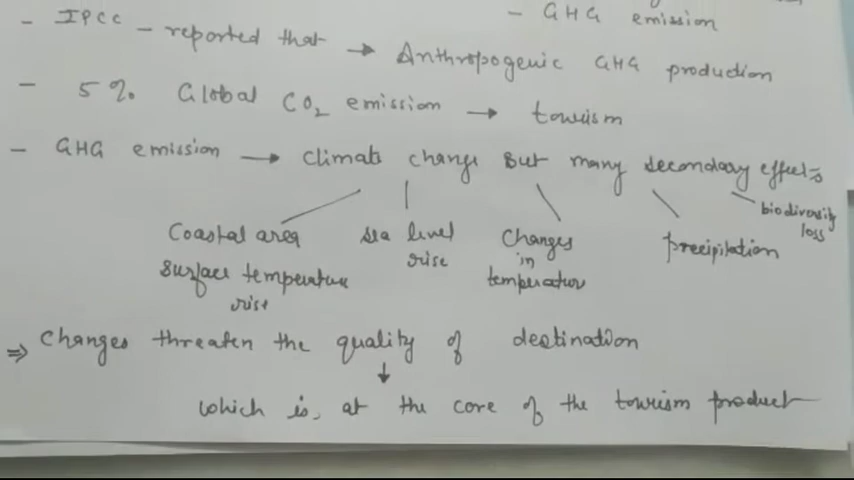 - GHG emission
- IPCC - reported that → Anthropogenic GHG production
- 5% Global CO₂ emission → tourism
- GHG emission → Climate change But many secondary effects
Coastal area surface temperature rise
sea level rise
Changes in temperature
precipitation
biodiversity loss
⇒ Changes threaten the quality of destination
↓
which is, at the core of the tourism product